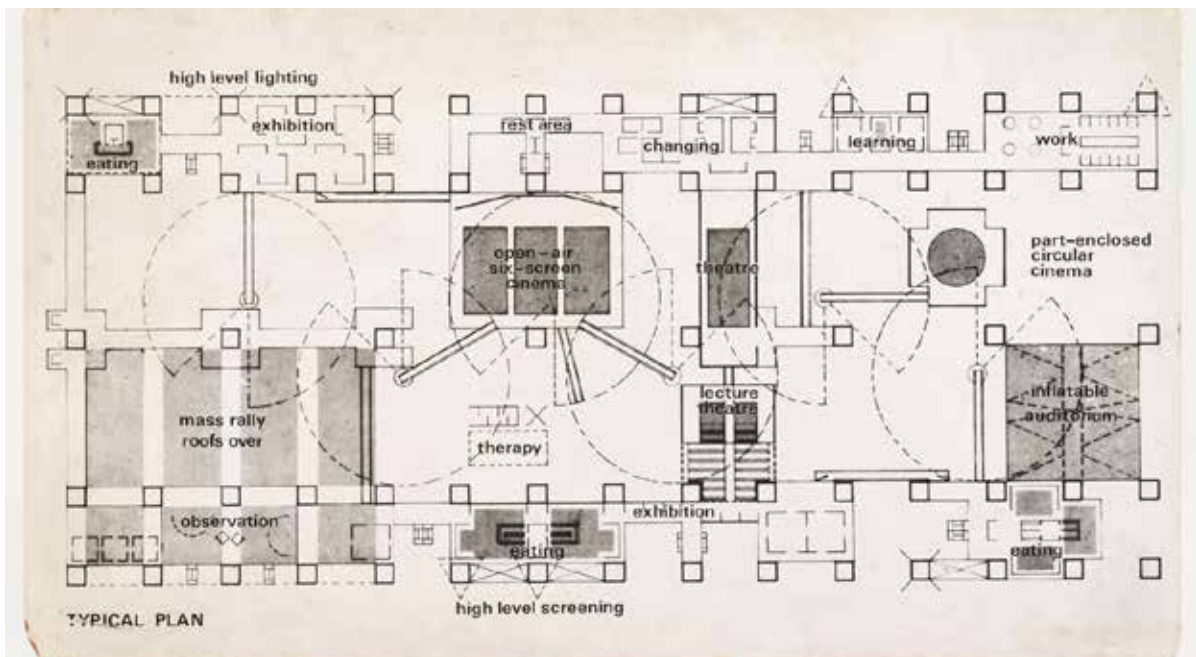 high level lighting
exhibition
eating
rest area
changing
learning
work
open-air
six-screen
cinema
theatre
part-enclosed
circular
cinema
mass rally
roofs over
lecture
theatre
inflatable
auditorium
therapy
observation
exhibition
eating
eating
high level screening
TYPICAL PLAN